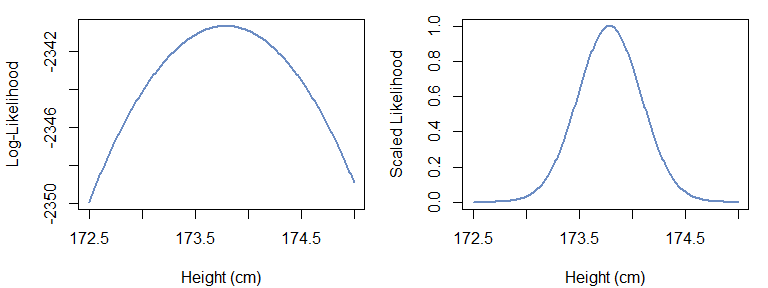 Log-Likelihood
-2342
-2346
-2350
172.5 173.5 174.5
Height (cm)
Scaled Likelihood
1.0
0.8
0.6
0.4
0.2
0.0
172.5 173.5 174.5
Height (cm)